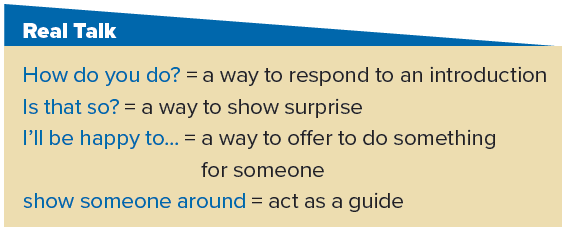 Real Talk
How do you do? = a way to respond to an introduction
Is that so? = a way to show surprise
I’ll be happy to... = a way to offer to do something
for someone
show someone around = act as a guide